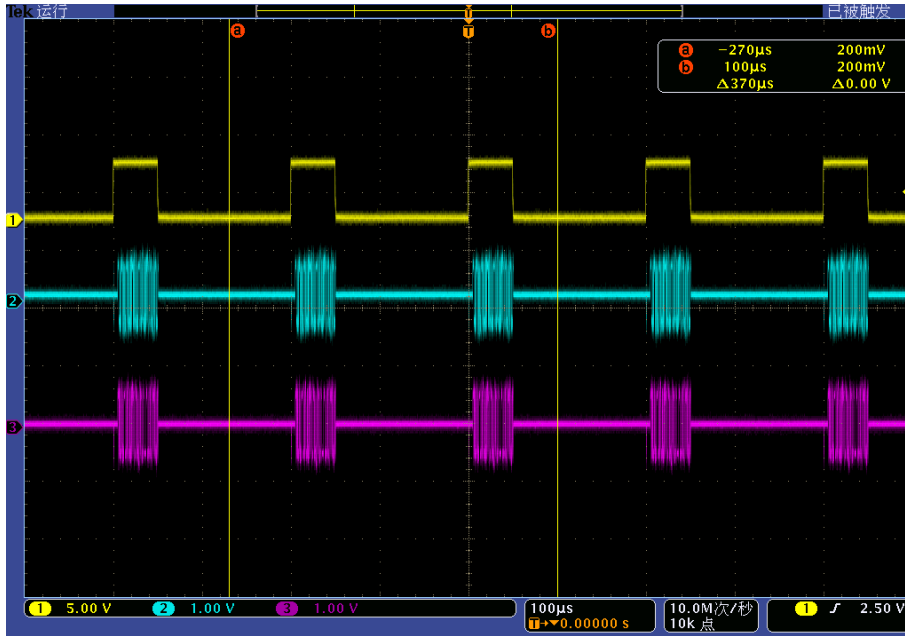 Tek 运行
已被触发
T
a
T
b
a -270μs 200mV
b 100μs 200mV
Δ370μs Δ0.00 V
1
2
3
1 5.00 V 2 1.00 V 3 1.00 V
100μs 10.0M次/秒 1 2.50 V
T→▼0.00000 s 10k 点